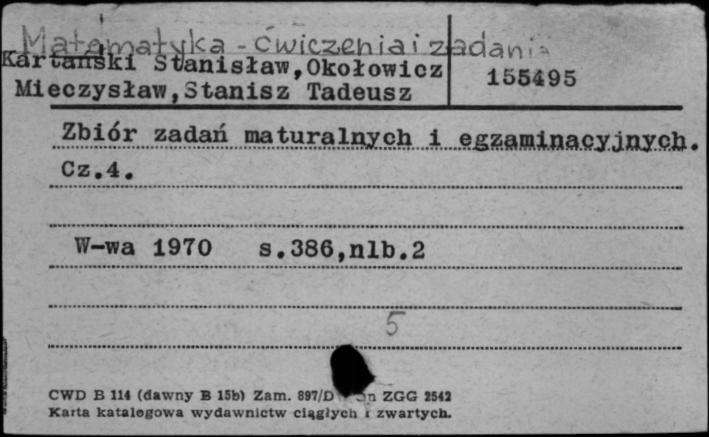 Matematyka - ćwiczenia i zadania
Kartański Stanisław,Okołowicz
Mieczysław,Stanisz Tadeusz
155495
Zbiór zadań maturalnych i egzaminacyjnych.
Cz.4.
W-wa 1970 s.386,nlb.2
5
CWD B 114 (dawny B 15b) Zam. 897/D ZGG 2542
Karta katalogowa wydawnictw ciągłych i zwartych.